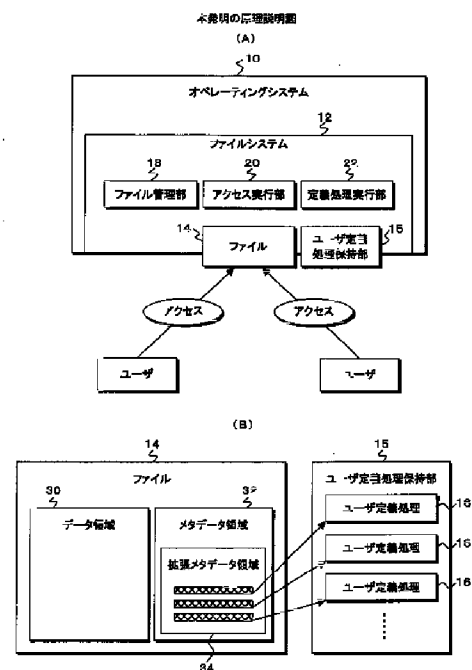 本発明の原理説明図
(A)
10
オペレーティングシステム
12
ファイルシステム
18
20
22
ファイル管理部
アクセス実行部
定義処理実行部
14
15
ファイル
ユーザ定義
処理保持部
アクセス
アクセス
ユーザ
ユーザ
(B)
14
15
ファイル
ユーザ定義処理保持部
30
32
データ領域
メタデータ領域
拡張メタデータ領域
ユーザ定義処理
16
ユーザ定義処理
16
ユーザ定義処理
16
34